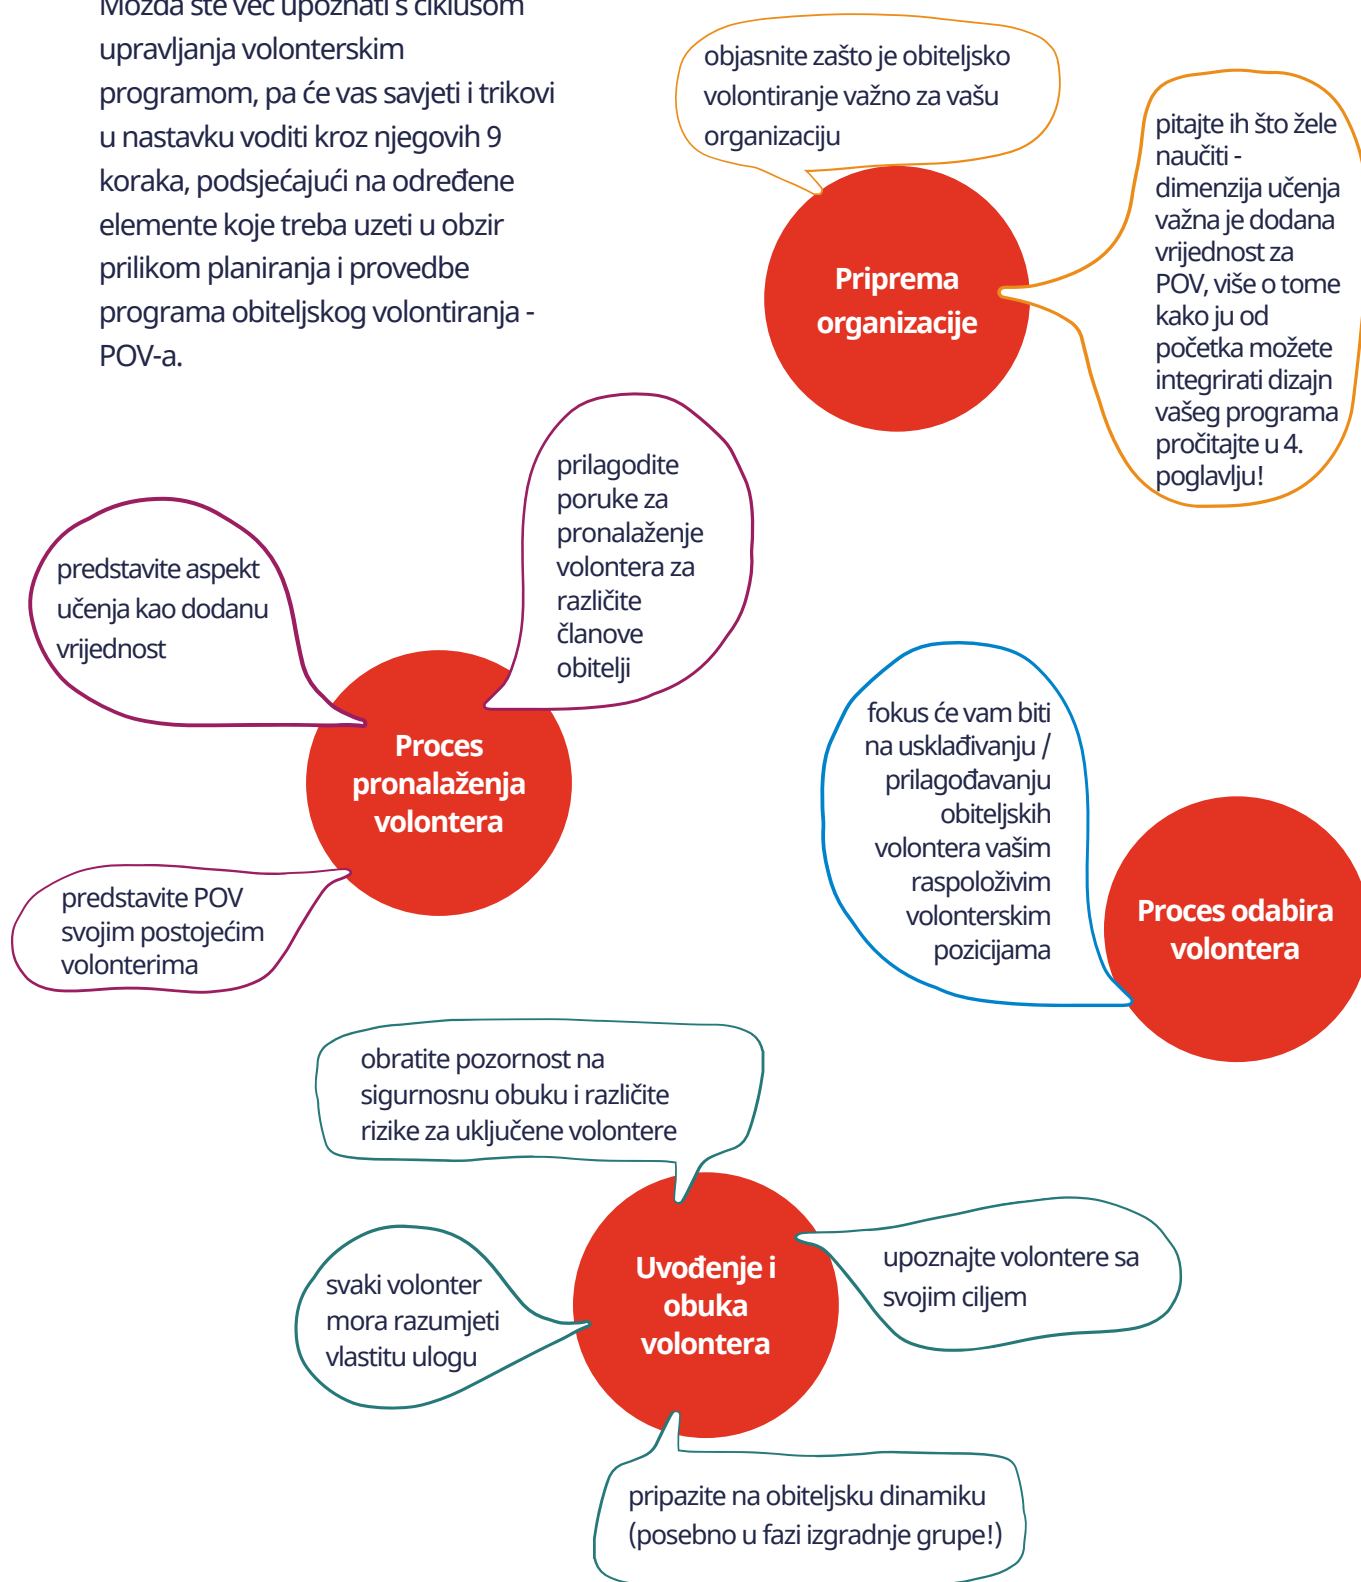 Možda ste već upoznati s ciklusom
upravljanja volonterskim
programom, pa će vas savjeti i trikovi
u nastavku voditi kroz njegovih 9
koraka, podsjećajući na određene
elemente koje treba uzeti u obzir
prilikom planiranja i provedbe
programa obiteljskog volontiranja -
POV-a.
objasnite zašto je obiteljsko
volontiranje važno za vašu
organizaciju
Priprema
organizacije
pitajte ih što žele
naučiti -
dimenzija učenja
važna je dodana
vrijednost za
POV, više o tome
kako ju od
početka možete
integrirati dizajn
vašeg programa
pročitajte u 4.
poglavlju!
predstavite aspekt
učenja kao dodanu
vrijednost
prilagodite
poruke za
pronalaženje
volontera za
različite
članove
obitelji
Proces
pronalaženja
volontera
predstavite POV
svojim postojećim
volonterima
fokus će vam biti
na usklađivanju /
prilagođavanju
obiteljskih
volontera vašim
raspoloživim
volonterskim
pozicijama
Proces odabira
volontera
obratite pozornost na
sigurnosnu obuku i različite
rizike za uključene volontere
svaki volonter
mora razumjeti
vlastitu ulogu
Uvođenje i
obuka
volontera
upoznajte volontere sa
svojim ciljem
pripazite na obiteljsku dinamiku
(posebno u fazi izgradnje grupe!)